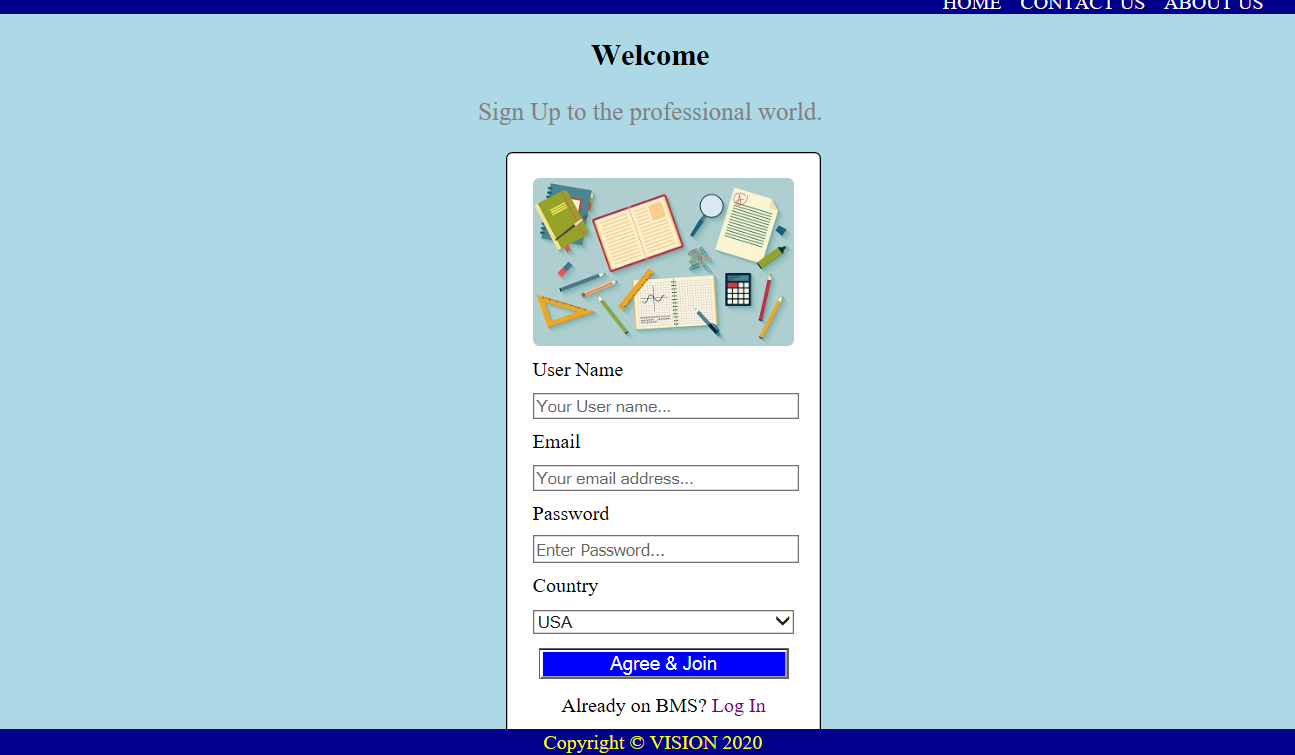 HOME CONTACT US ABOUT US
Welcome
Sign Up to the professional world.
User Name
Your User name...
Email
Your email address...
Password
Enter Password...
Country
USA
Agree & Join
Already on BMS? Log In
Copyright © VISION 2020